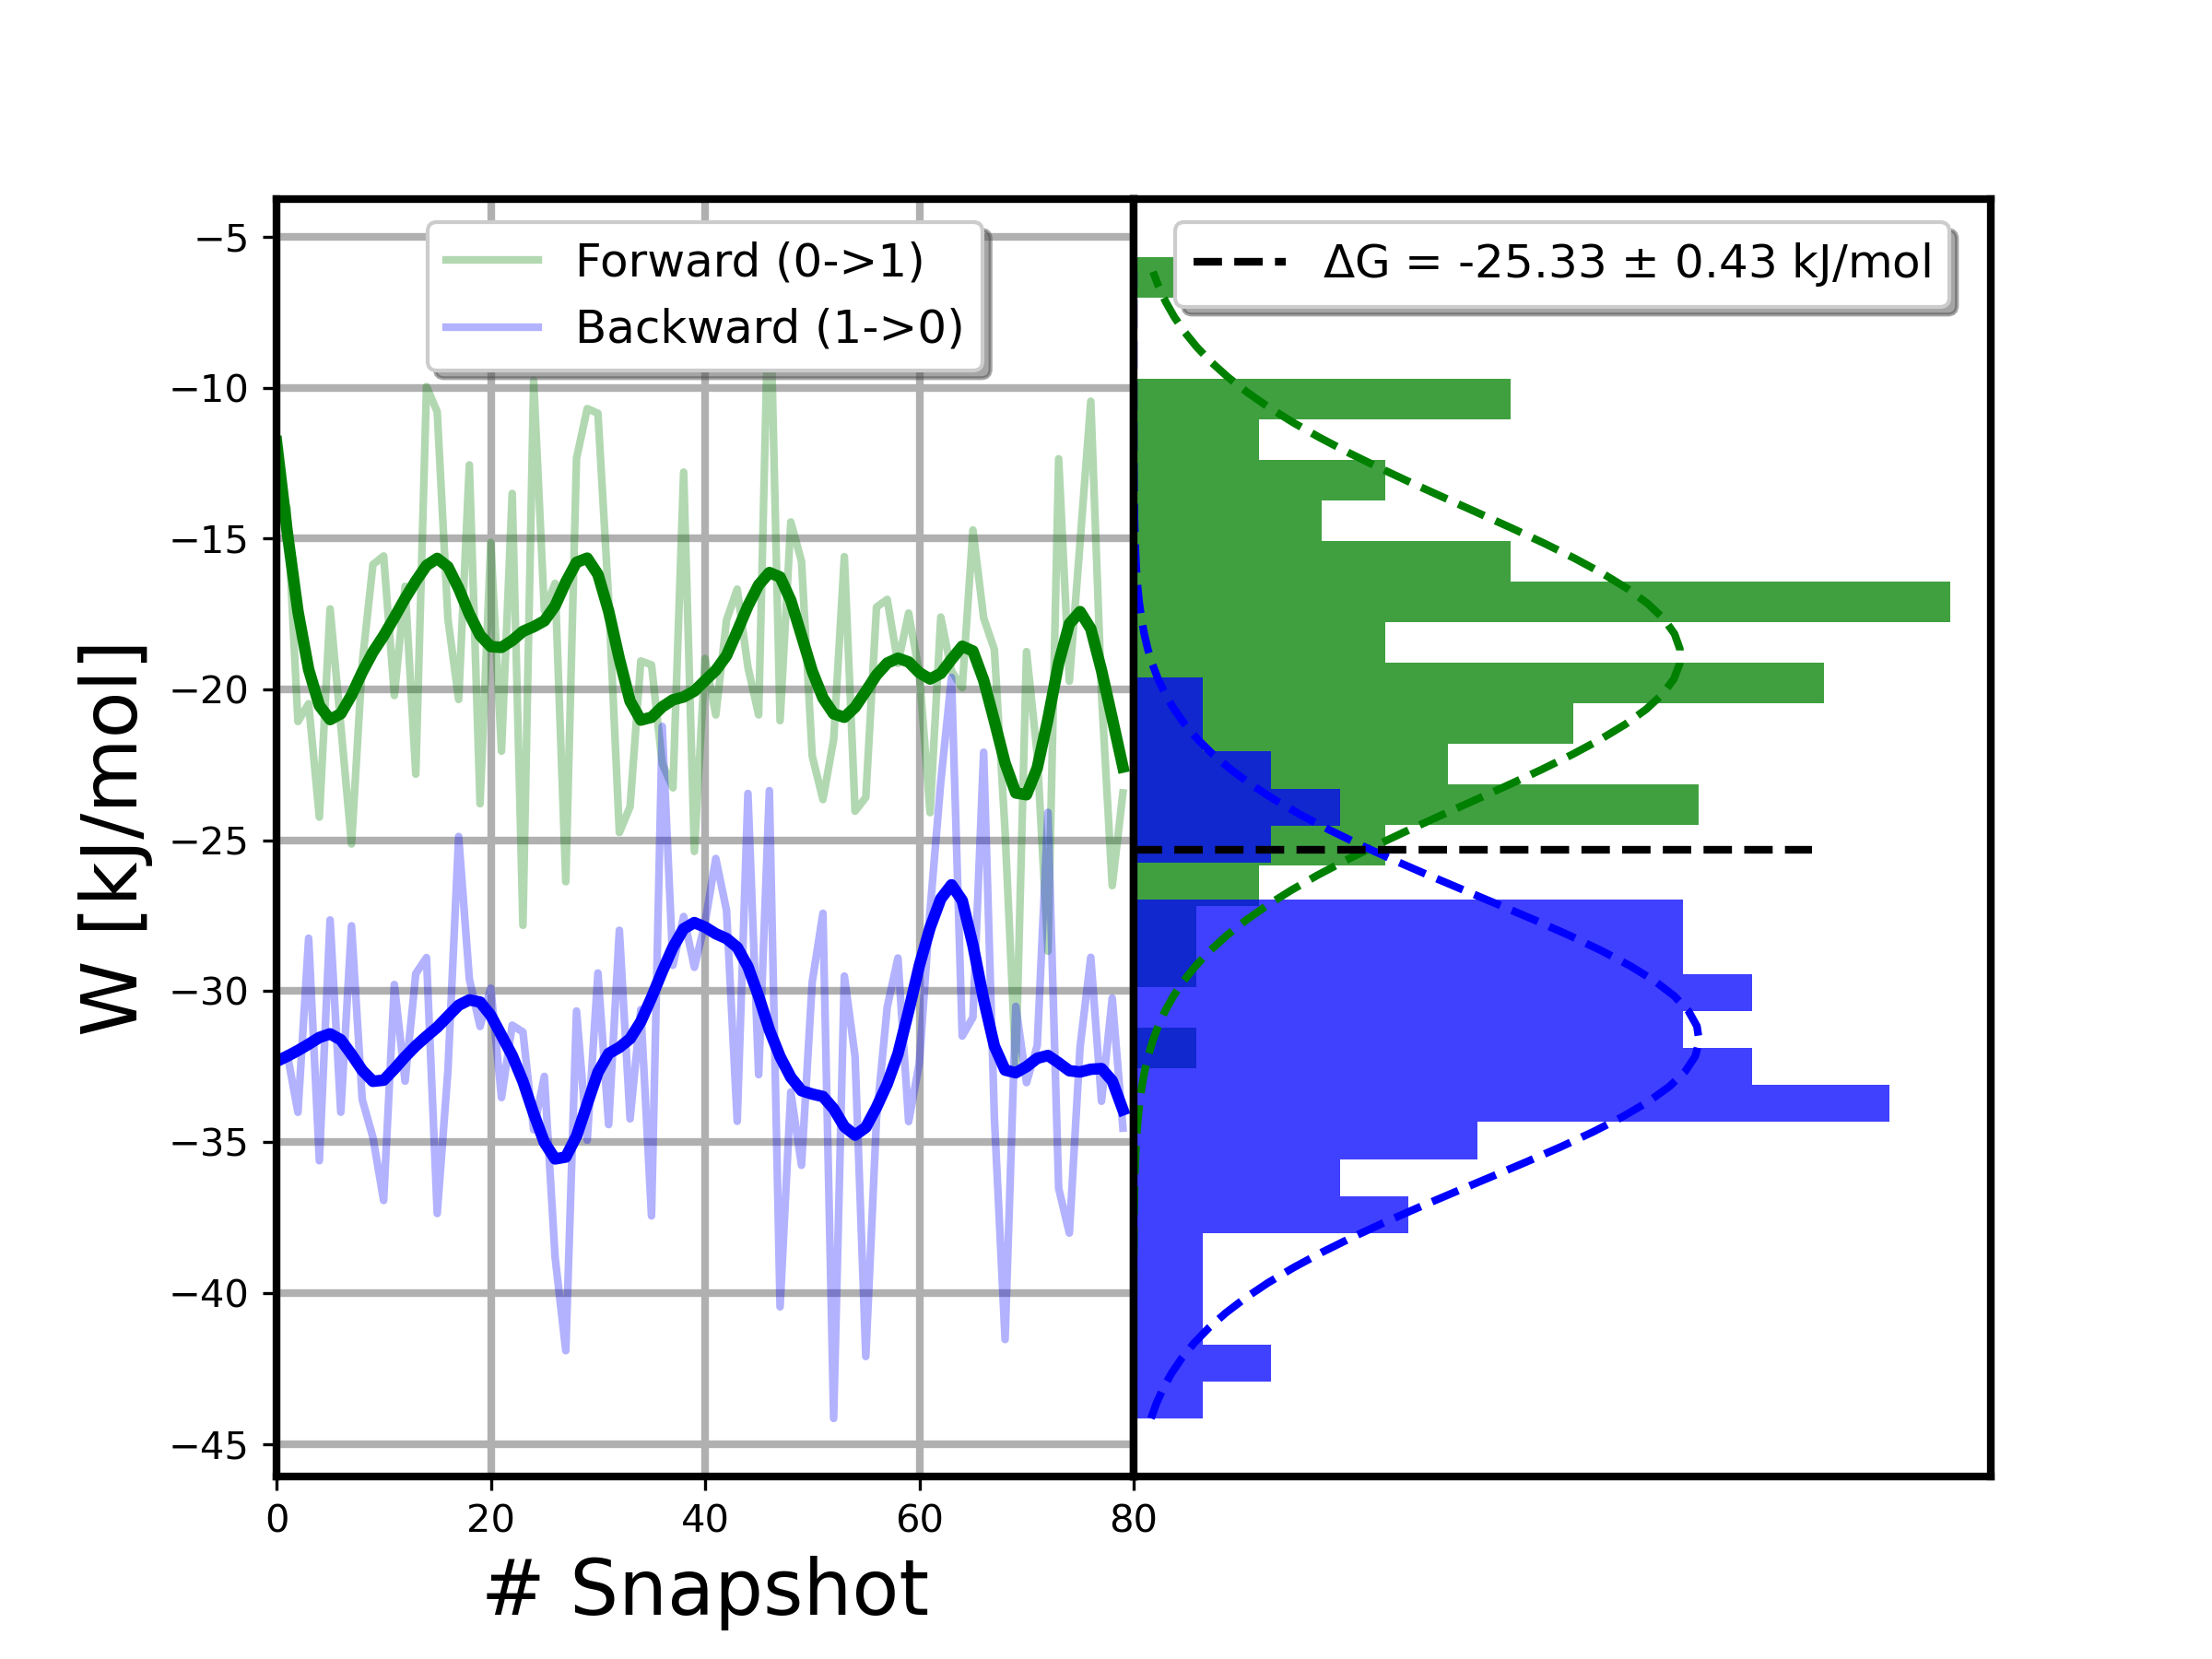 Forward (0->1)
Backward (1->0)
ΔG = -25.33 ± 0.43 kJ/mol
W [kJ/mol]
−5
−10
−15
−20
−25
−30
−35
−40
−45
0 20 40 60 80
# Snapshot